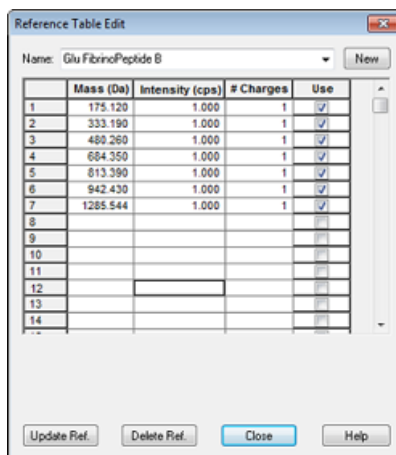 Reference Table Edit
Name: Glu FibrinoPeptide B New
Mass (Da) Intensity (cps) # Charges Use
1 175.120 1.000 1
2 333.190 1.000 1
3 480.260 1.000 1
4 684.350 1.000 1
5 813.390 1.000 1
6 942.430 1.000 1
7 1285.544 1.000 1
8
9
10
11
12
13
14
Update Ref. Delete Ref. Close Help